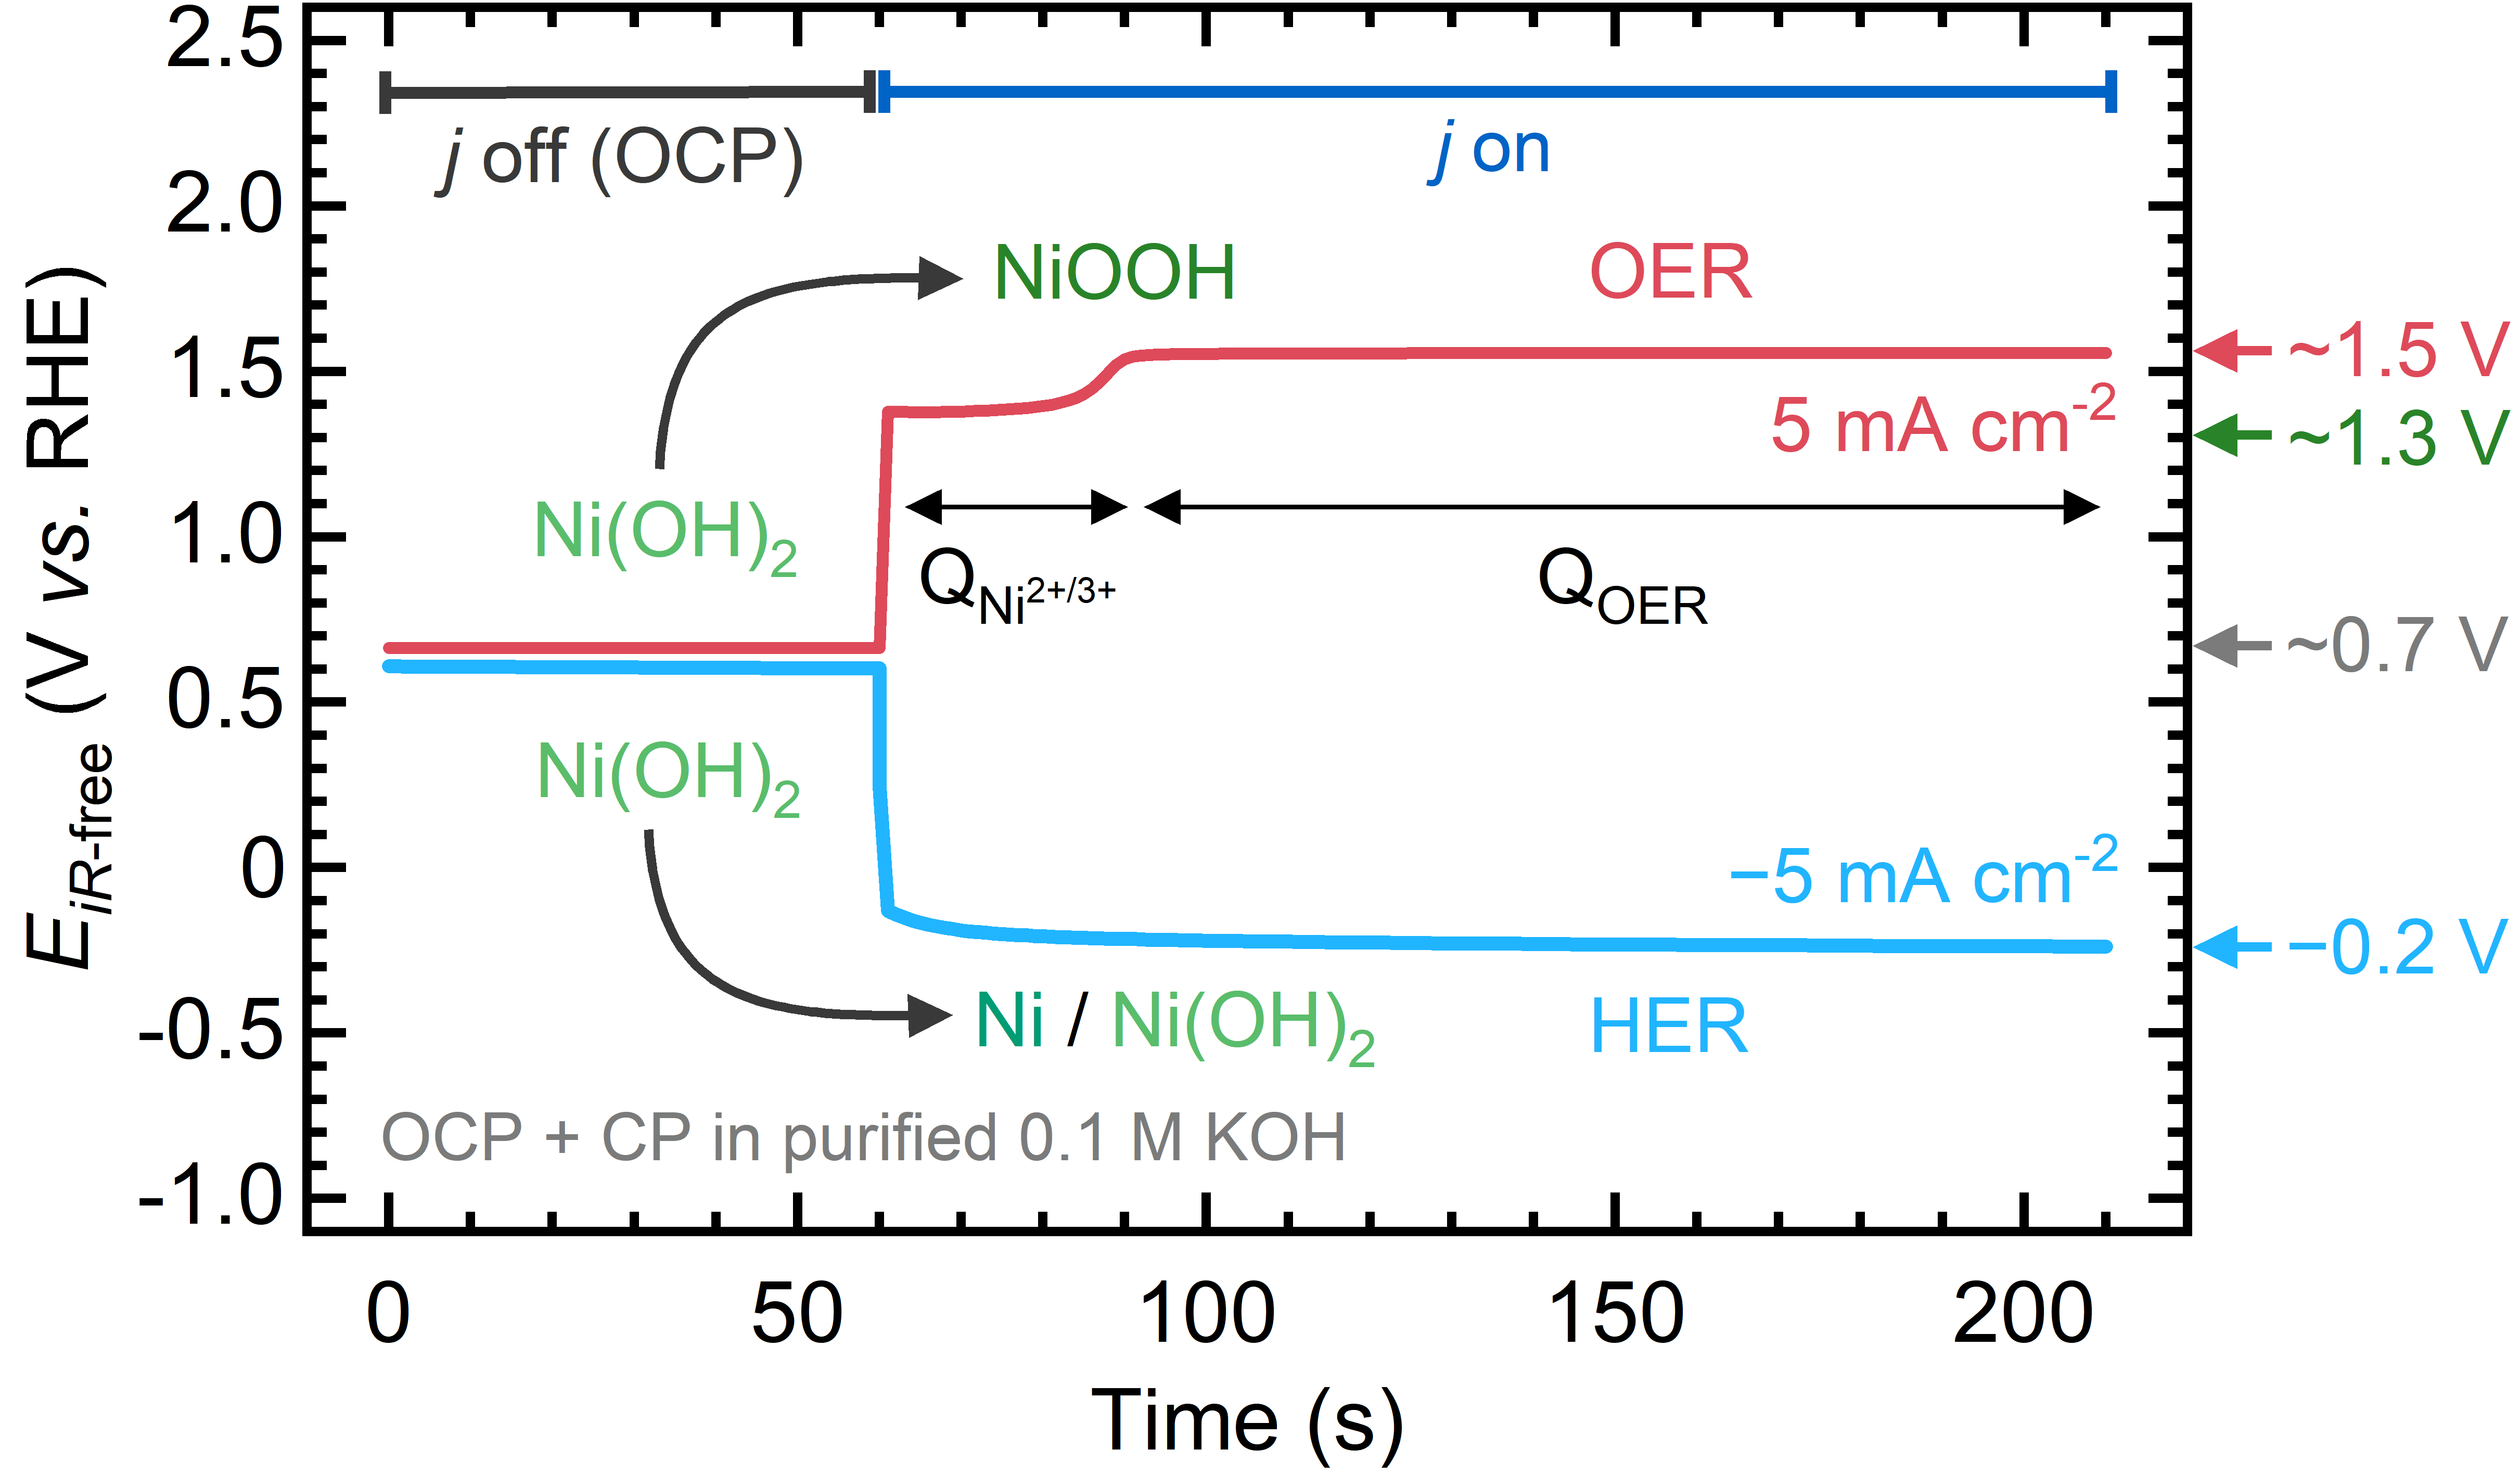 2.5
2.0
1.5
1.0
0.5
0
-0.5
-1.0
E_iR-free (V vs. RHE)
j off (OCP)
j on
NiOOH
OER
~1.5 V
5 mA cm⁻²
~1.3 V
Ni(OH)₂
Q_Ni²⁺/³⁺
Q_OER
~0.7 V
Ni(OH)₂
−5 mA cm⁻²
−0.2 V
Ni / Ni(OH)₂
HER
OCP + CP in purified 0.1 M KOH
0 50 100 150 200
Time (s)